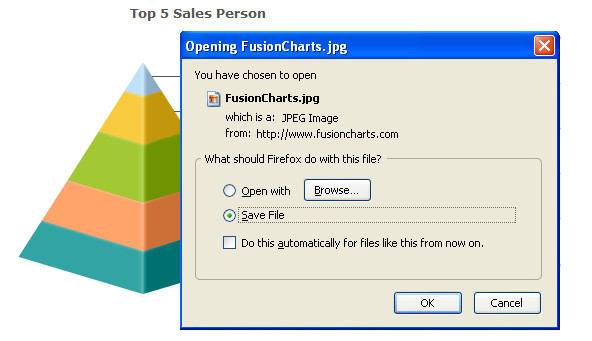 Top 5 Sales Person
Opening FusionCharts.jpg
You have chosen to open
FusionCharts.jpg
which is a: JPEG Image
from: http://www.fusioncharts.com
What should Firefox do with this file?
Open with Browse...
Save File
Do this automatically for files like this from now on.
OK Cancel